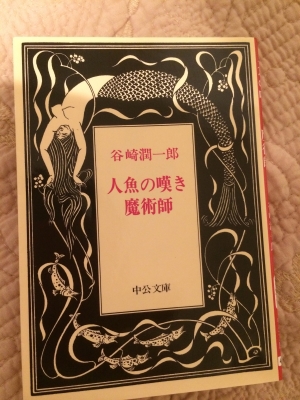 谷崎潤一郎
人魚の嘆き
魔術師
中公文庫